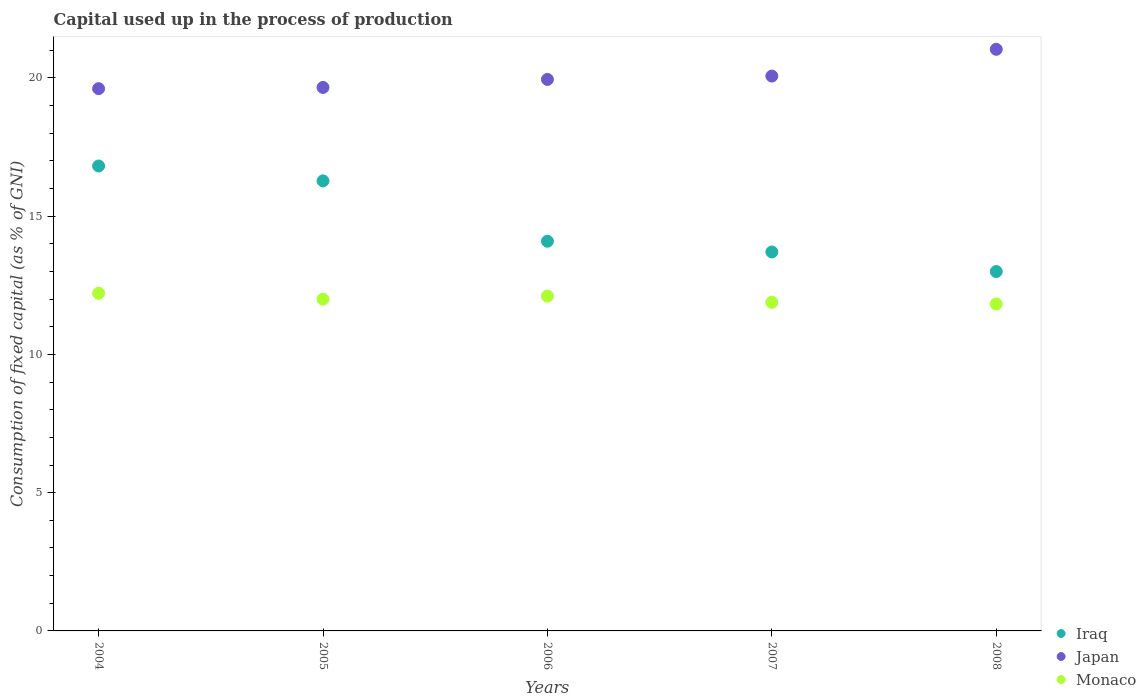 Capital used up in the process of production
Consumption of fixed capital (as % of GNI)
20
15
10
5
0
2004
2005
2006
2007
2008
Years
Iraq
Japan
Monaco